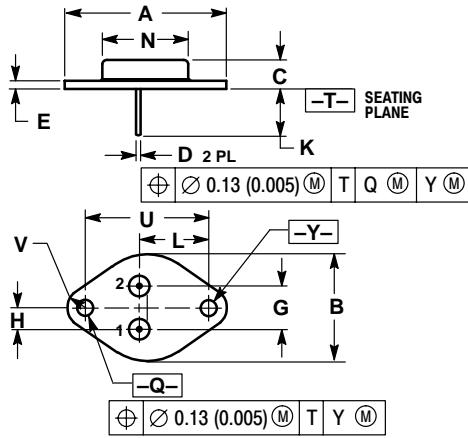 A
N
C
E
–T– SEATING
PLANE
K
D 2 PL
⌖ ∅ 0.13 (0.005) Ⓜ T Q Ⓜ Y Ⓜ
U
V
L
–Y–
2
H
G
B
1
–Q–
⌖ ∅ 0.13 (0.005) Ⓜ T Y Ⓜ